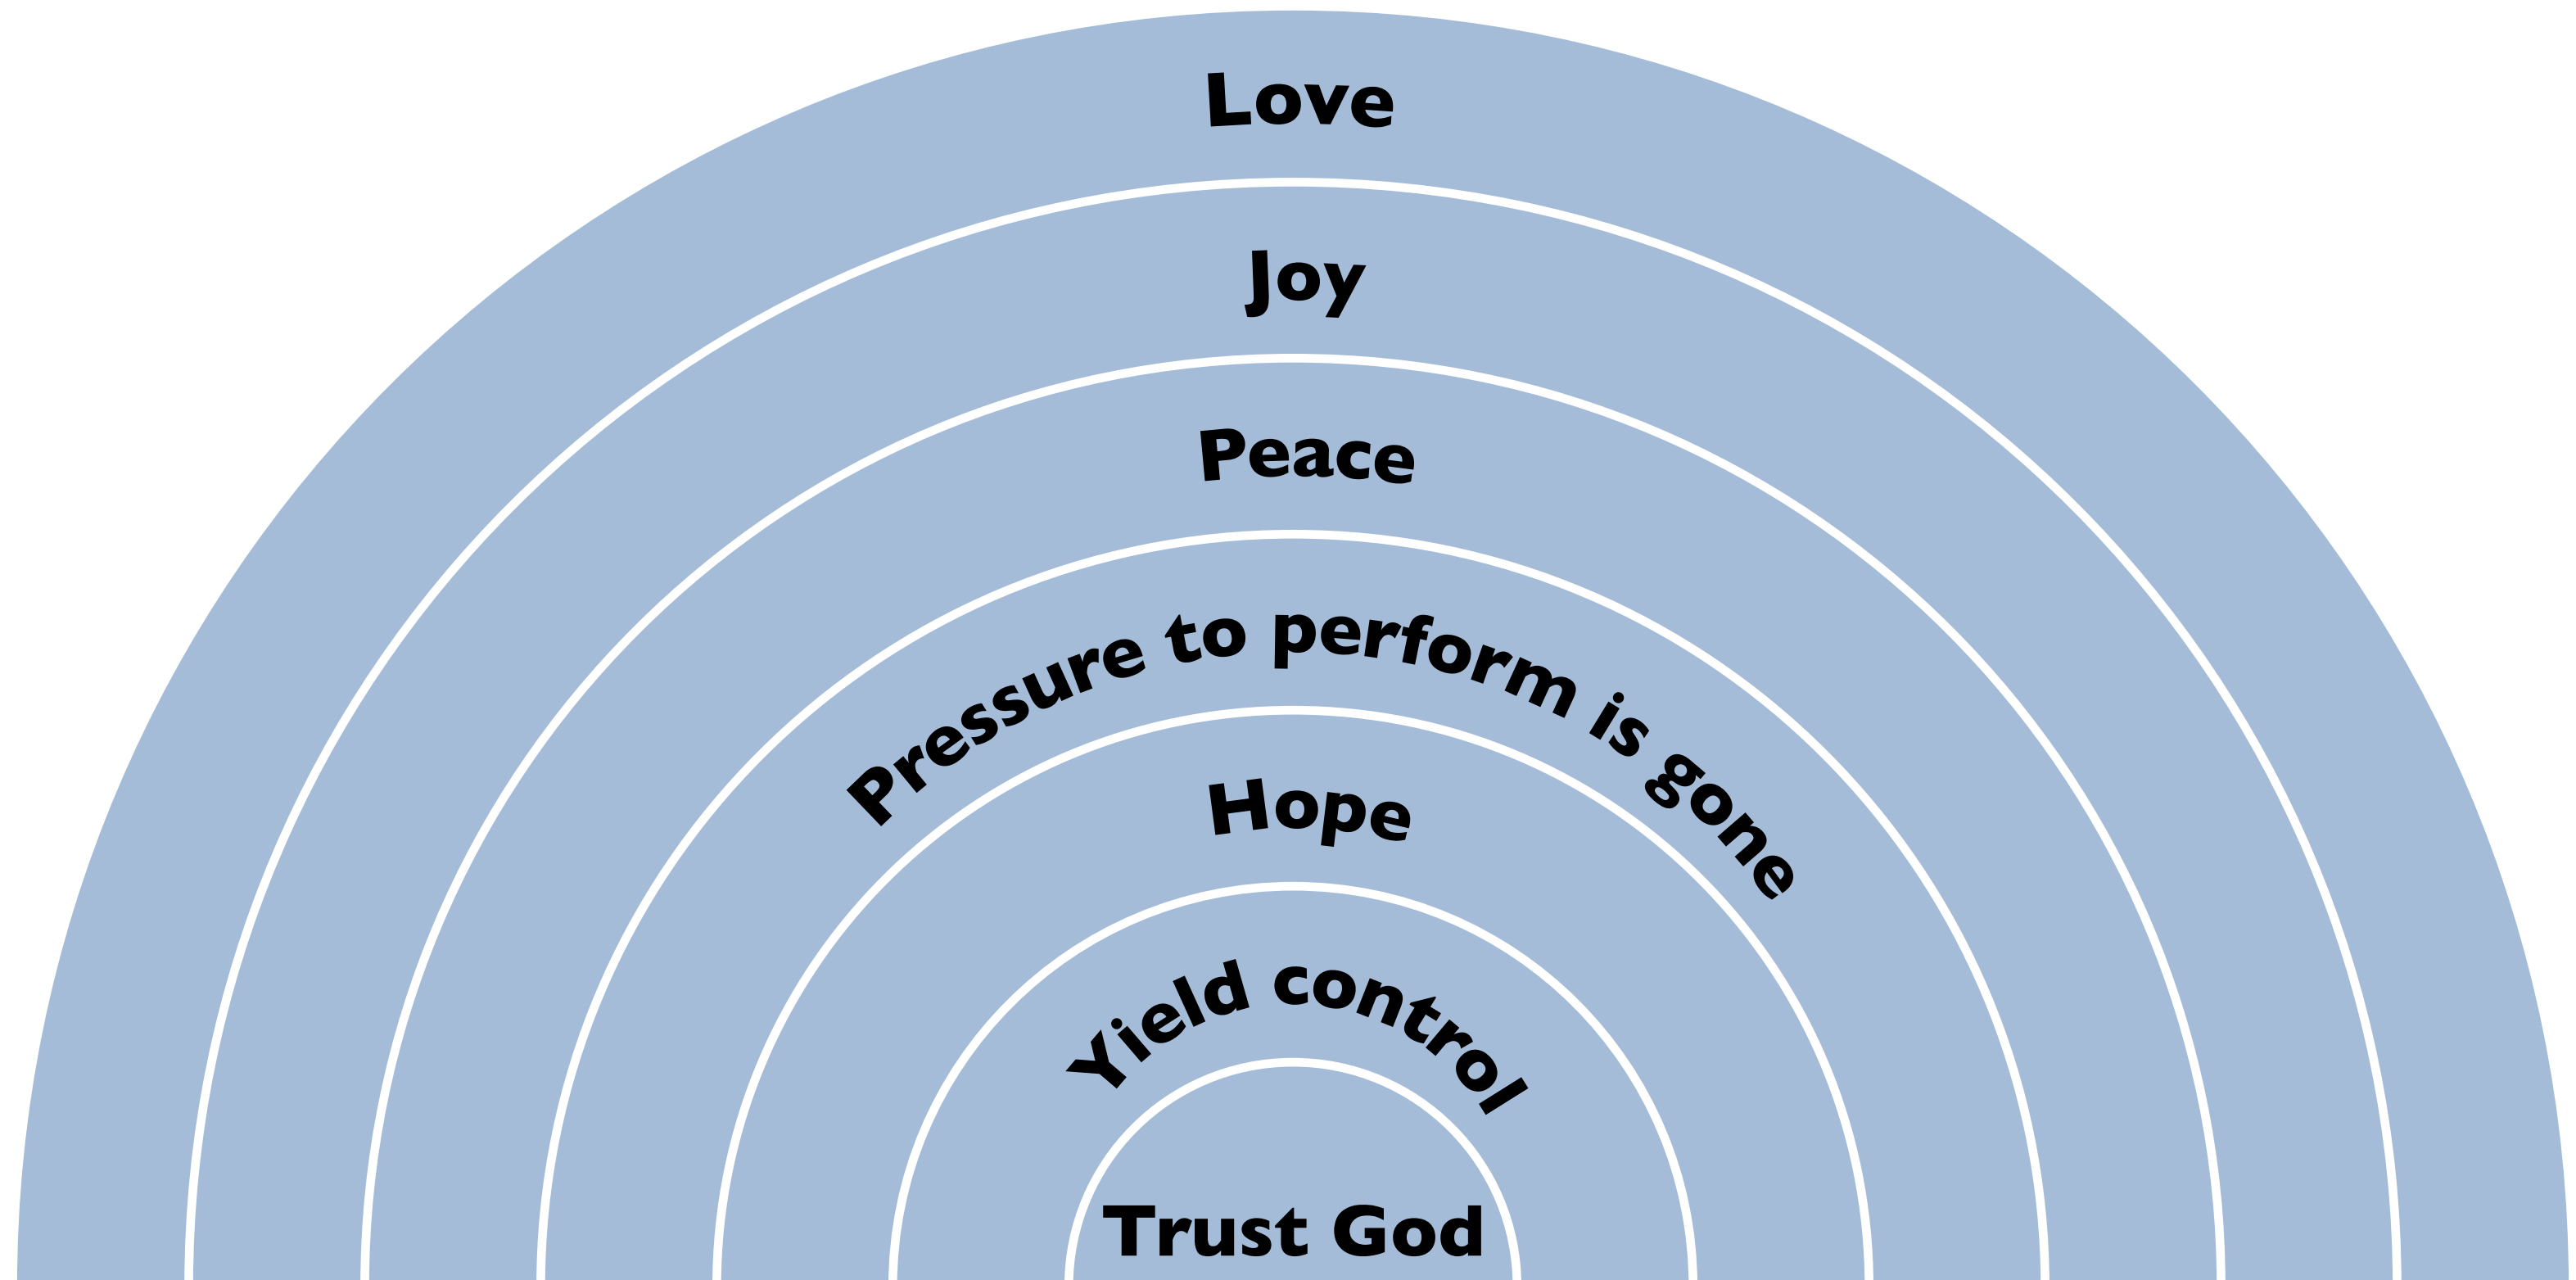 Love
Joy
Peace
Pressure to perform is gone
Hope
Yield control
Trust God